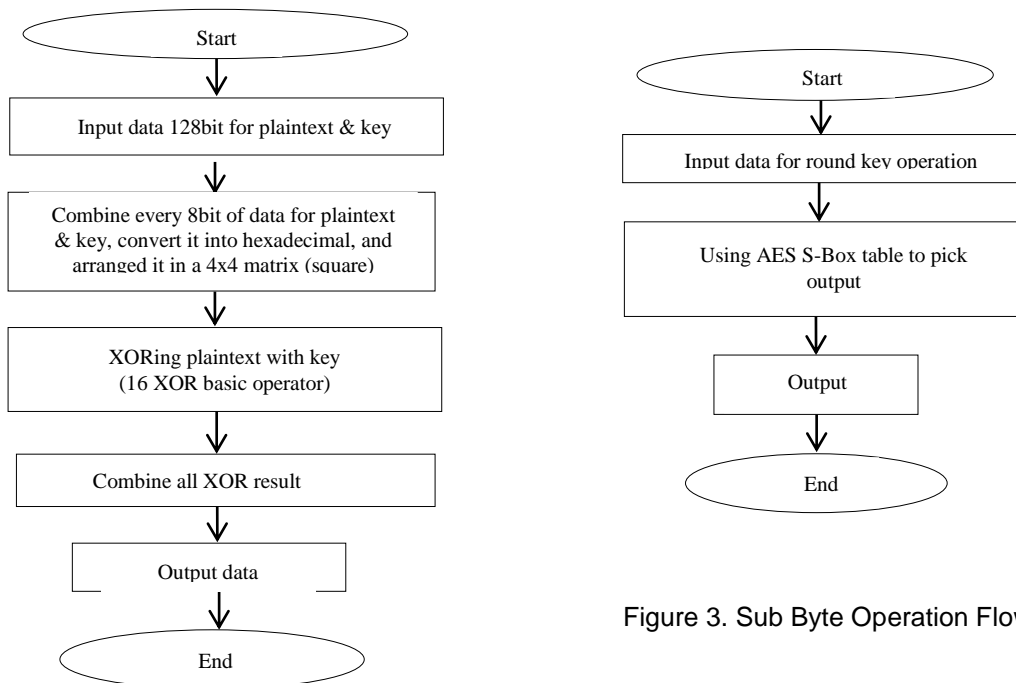 Start
Input data 128bit for plaintext & key
Combine every 8bit of data for plaintext
& key, convert it into hexadecimal, and
arranged it in a 4x4 matrix (square)
XORing plaintext with key
(16 XOR basic operator)
Combine all XOR result
Output data
End
Start
Input data for round key operation
Using AES S-Box table to pick
output
Output
End
Figure 3. Sub Byte Operation Flow